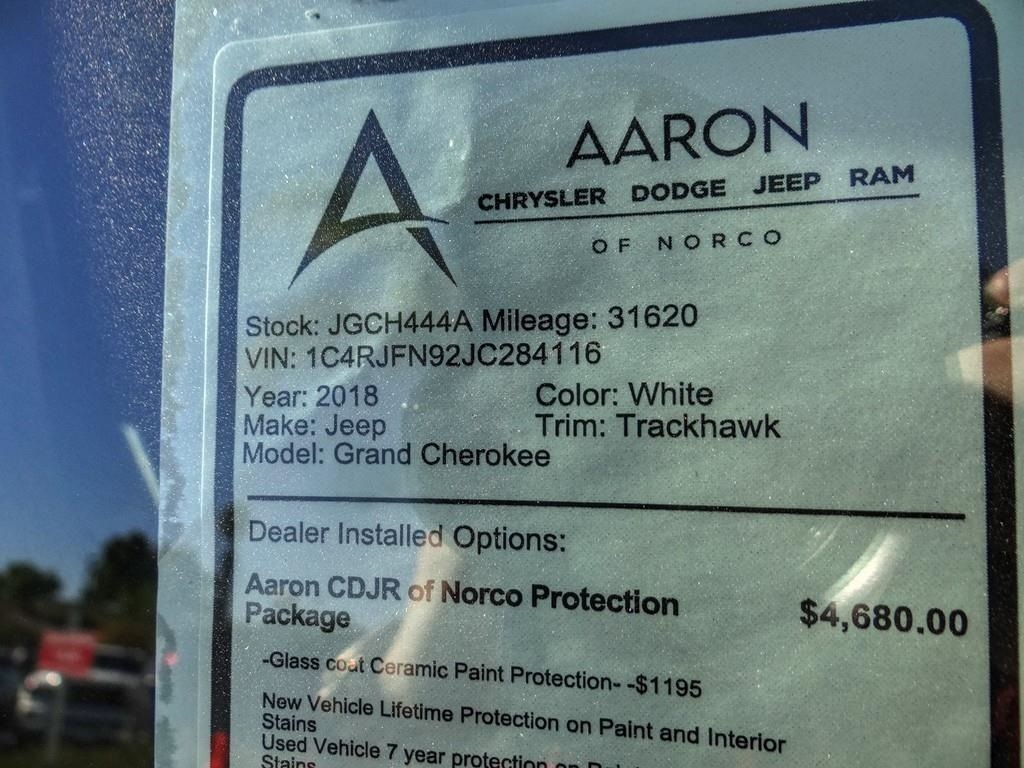 AARON
CHRYSLER DODGE JEEP RAM
OF NORCO
Stock: JGCH444A Mileage: 31620
VIN: 1C4RJFN92JC284116
Year: 2018 Color: White
Make: Jeep Trim: Trackhawk
Model: Grand Cherokee
Dealer Installed Options:
Aaron CDJR of Norco Protection
Package $4,680.00
-Glass coat Ceramic Paint Protection- -$1195
New Vehicle Lifetime Protection on Paint and Interior
Stains
Used Vehicle 7 year protection on
Stains